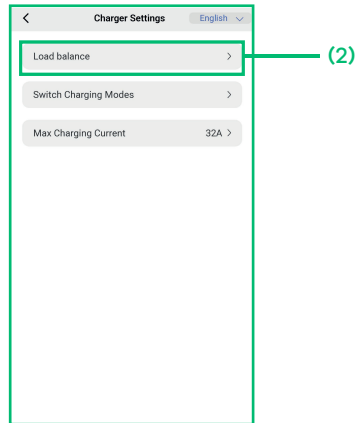 Charger Settings English
Load balance
(2)
Switch Charging Modes
Max Charging Current 32A